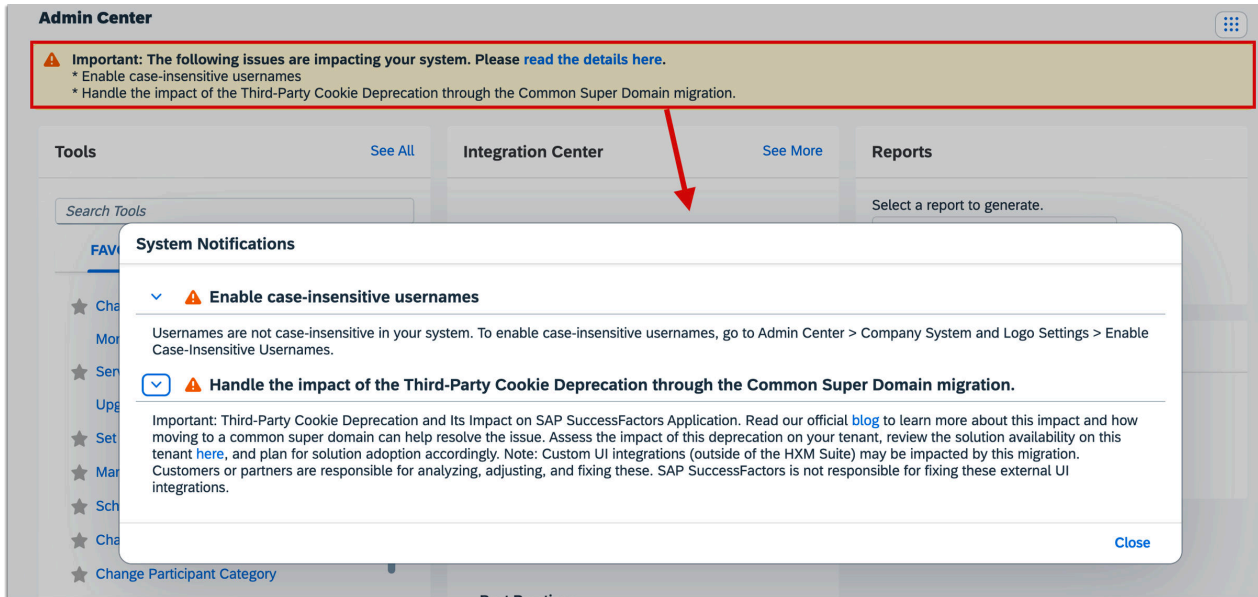 Admin Center
Important: The following issues are impacting your system. Please read the details here.
* Enable case-insensitive usernames
* Handle the impact of the Third-Party Cookie Deprecation through the Common Super Domain migration.
Tools
See All
Integration Center
See More
Reports
Search Tools
Select a report to generate.
System Notifications
Enable case-insensitive usernames
Usernames are not case-insensitive in your system. To enable case-insensitive usernames, go to Admin Center > Company System and Logo Settings > Enable
Case-Insensitive Usernames.
Handle the impact of the Third-Party Cookie Deprecation through the Common Super Domain migration.
Important: Third-Party Cookie Deprecation and Its Impact on SAP SuccessFactors Application. Read our official blog to learn more about this impact and how
moving to a common super domain can help resolve the issue. Assess the impact of this deprecation on your tenant, review the solution availability on this
tenant here, and plan for solution adoption accordingly. Note: Custom UI integrations (outside of the HXM Suite) may be impacted by this migration.
Customers or partners are responsible for analyzing, adjusting, and fixing these. SAP SuccessFactors is not responsible for fixing these external UI
integrations.
Set
Close
Change Participant Category